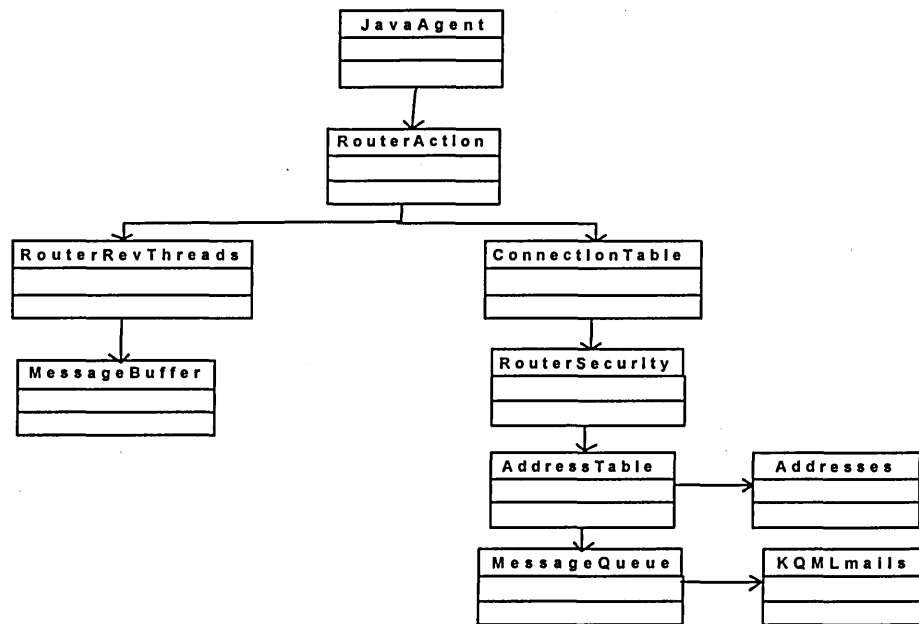 JavaAgent
RouterAction
RouterRevThreads
ConnectionTable
MessageBuffer
RouterSecurity
AddressTable
Addresses
MessageQueue
KQMLmails